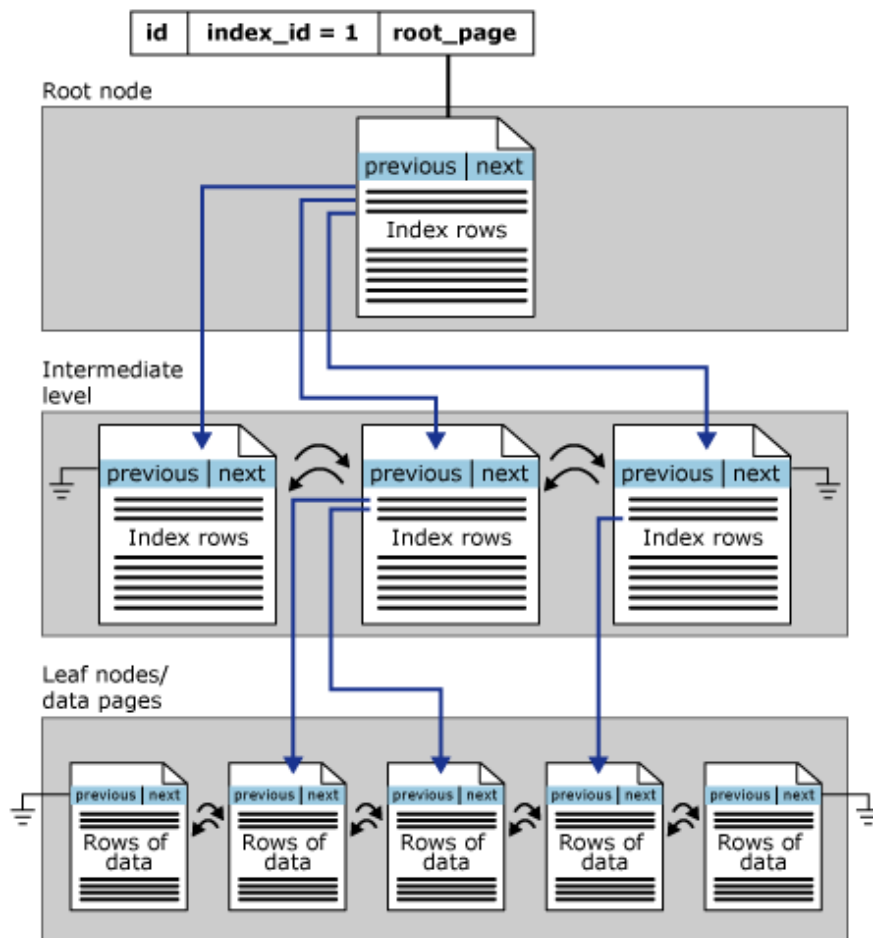 id index_id = 1 root_page
Root node
previous next
Index rows
Intermediate
level
previous next previous next previous next
Index rows Index rows Index rows
Leaf nodes/
data pages
previous next previous next previous next previous next previous next
Rows of Rows of Rows of Rows of Rows of
data data data data data